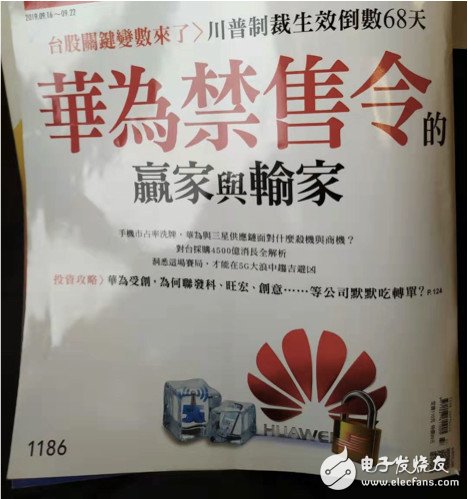 2019.09.16～09.22
台股關鍵變數來了〉川普制裁生效倒數68天
華為禁售令的
贏家與輸家
手機市占率洗牌，華為與三星供應鏈面對什麼殺機與商機？
對台採購4500億消長全解析
洞悉這場賽局、才能在5G大浪中趨吉避凶
投資攻略〉華為受創，為何聯發科、旺宏、創意……等公司默默吃轉單？P.124
HUAWEI
1186
电子发烧友
www.elecfans.com